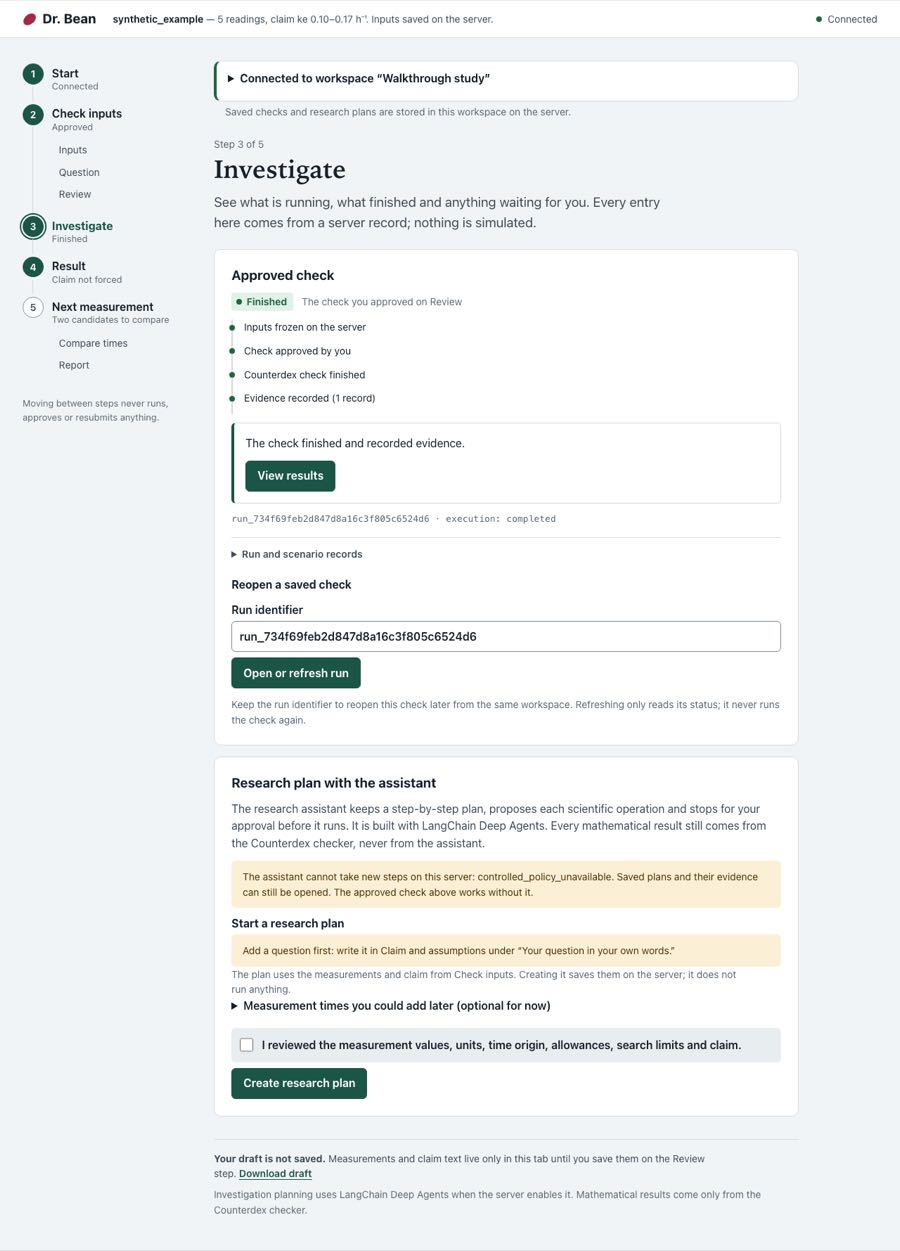 Dr. Bean
synthetic_example — 5 readings, claim ke 0.10–0.17 h⁻¹. Inputs saved on the server.
Connected
1
Start
Connected
2
Check inputs
Approved
Inputs
Question
Review
3
Investigate
Finished
4
Result
Claim not forced
5
Next measurement
Two candidates to compare
Compare times
Report
Moving between steps never runs,
approves or resubmits anything.
Connected to workspace “Walkthrough study”
Saved checks and research plans are stored in this workspace on the server.
Step 3 of 5
Investigate
See what is running, what finished and anything waiting for you. Every entry
here comes from a server record; nothing is simulated.
Approved check
Finished
The check you approved on Review
Inputs frozen on the server
Check approved by you
Counterdex check finished
Evidence recorded (1 record)
The check finished and recorded evidence.
View results
run_734f69feb2d847d8a16c3f805c6524d6 · execution: completed
Run and scenario records
Reopen a saved check
Run identifier
run_734f69feb2d847d8a16c3f805c6524d6
Open or refresh run
Keep the run identifier to reopen this check later from the same workspace. Refreshing only reads its status; it never runs
the check again.
Research plan with the assistant
The research assistant keeps a step-by-step plan, proposes each scientific operation and stops for your
approval before it runs. It is built with LangChain Deep Agents. Every mathematical result still comes from
the Counterdex checker, never from the assistant.
The assistant cannot take new steps on this server: controlled_policy_unavailable. Saved plans and their evidence
can still be opened. The approved check above works without it.
Start a research plan
Add a question first: write it in Claim and assumptions under “Your question in your own words.”
The plan uses the measurements and claim from Check inputs. Creating it saves them on the server; it does not
run anything.
Measurement times you could add later (optional for now)
I reviewed the measurement values, units, time origin, allowances, search limits and claim.
Create research plan
Your draft is not saved. Measurements and claim text live only in this tab until you save them on the Review
step. Download draft
Investigation planning uses LangChain Deep Agents when the server enables it. Mathematical results come only from the
Counterdex checker.